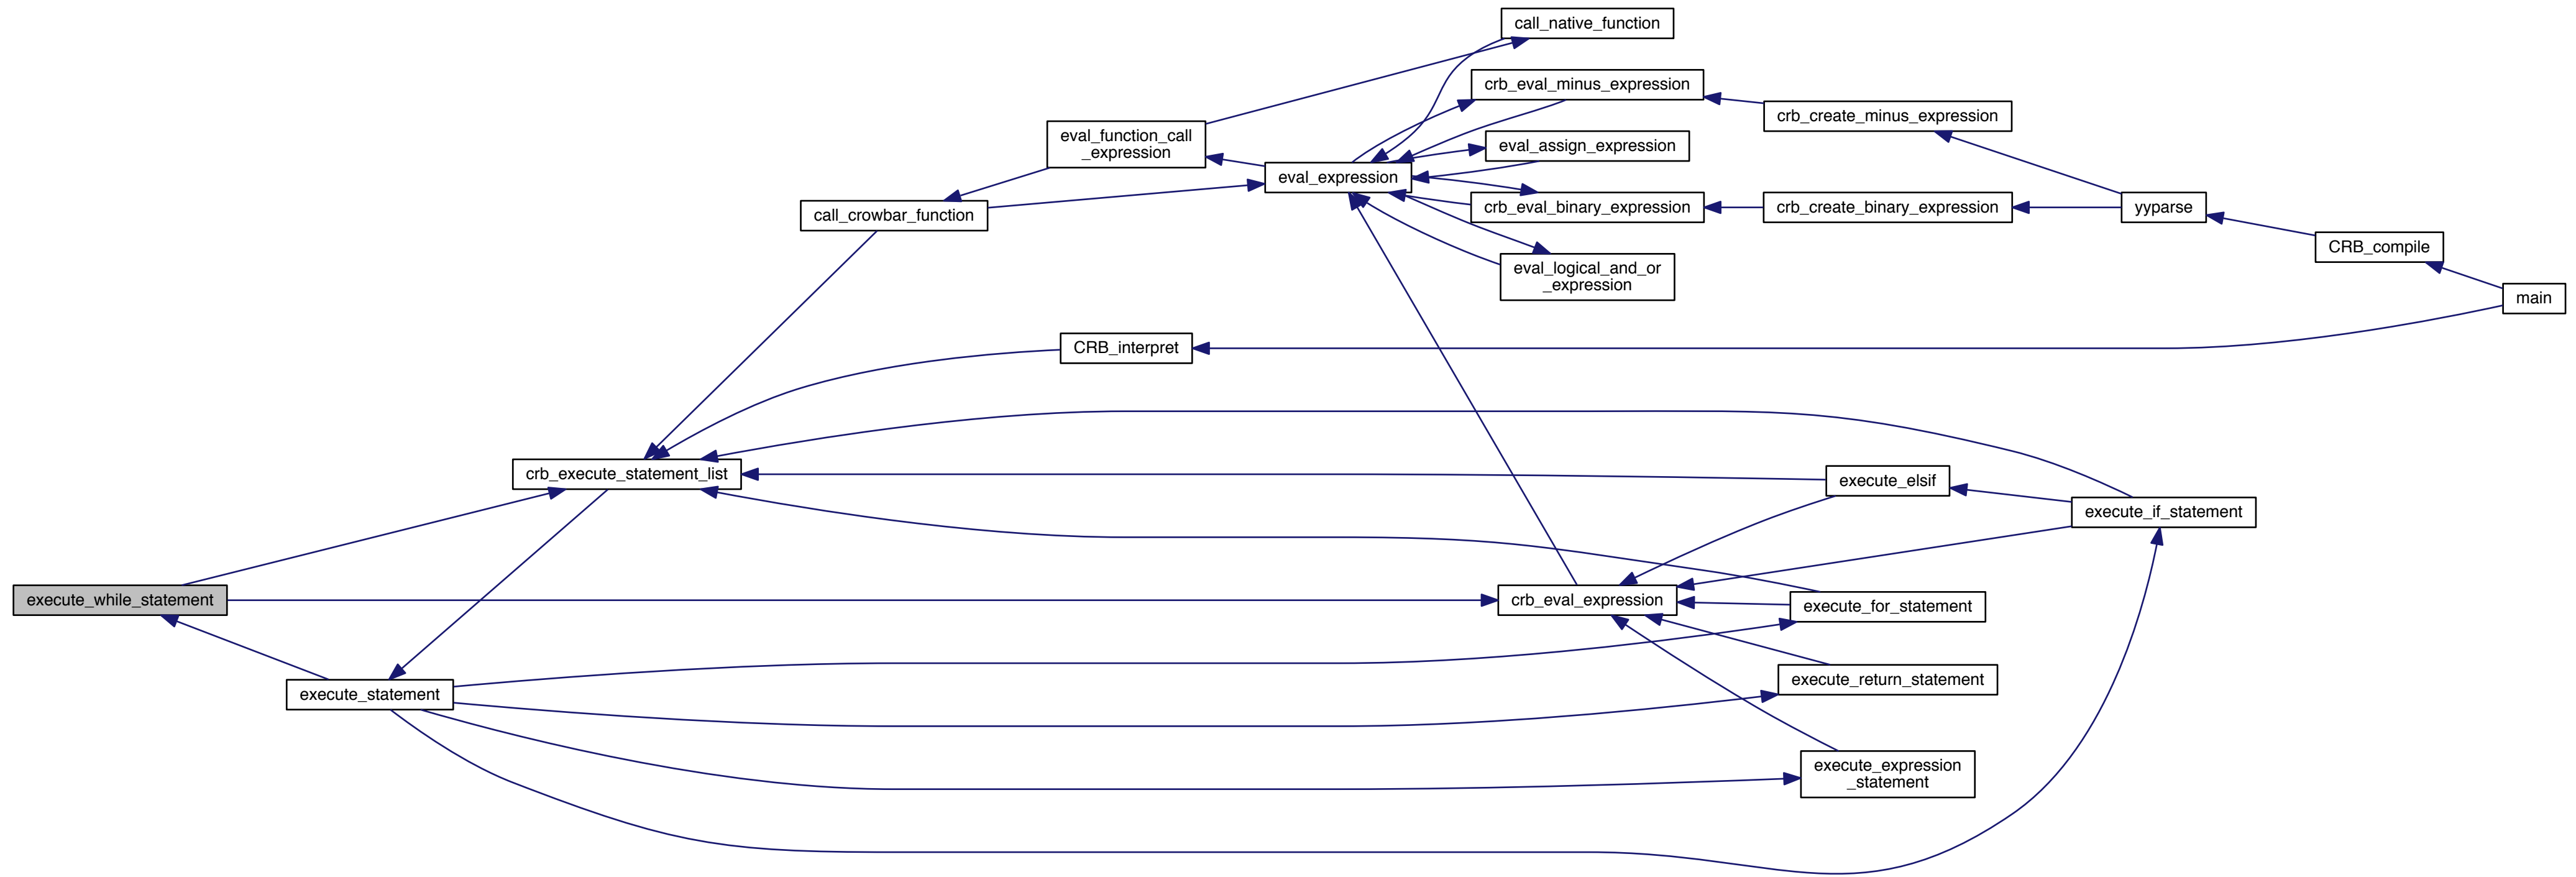 call_native_function
crb_eval_minus_expression
crb_create_minus_expression
eval_function_call
_expression
eval_assign_expression
eval_expression
call_crowbar_function
crb_eval_binary_expression
crb_create_binary_expression
yyparse
CRB_compile
eval_logical_and_or
_expression
main
CRB_interpret
crb_execute_statement_list
execute_elsif
execute_if_statement
execute_while_statement
crb_eval_expression
execute_for_statement
execute_statement
execute_return_statement
execute_expression
_statement